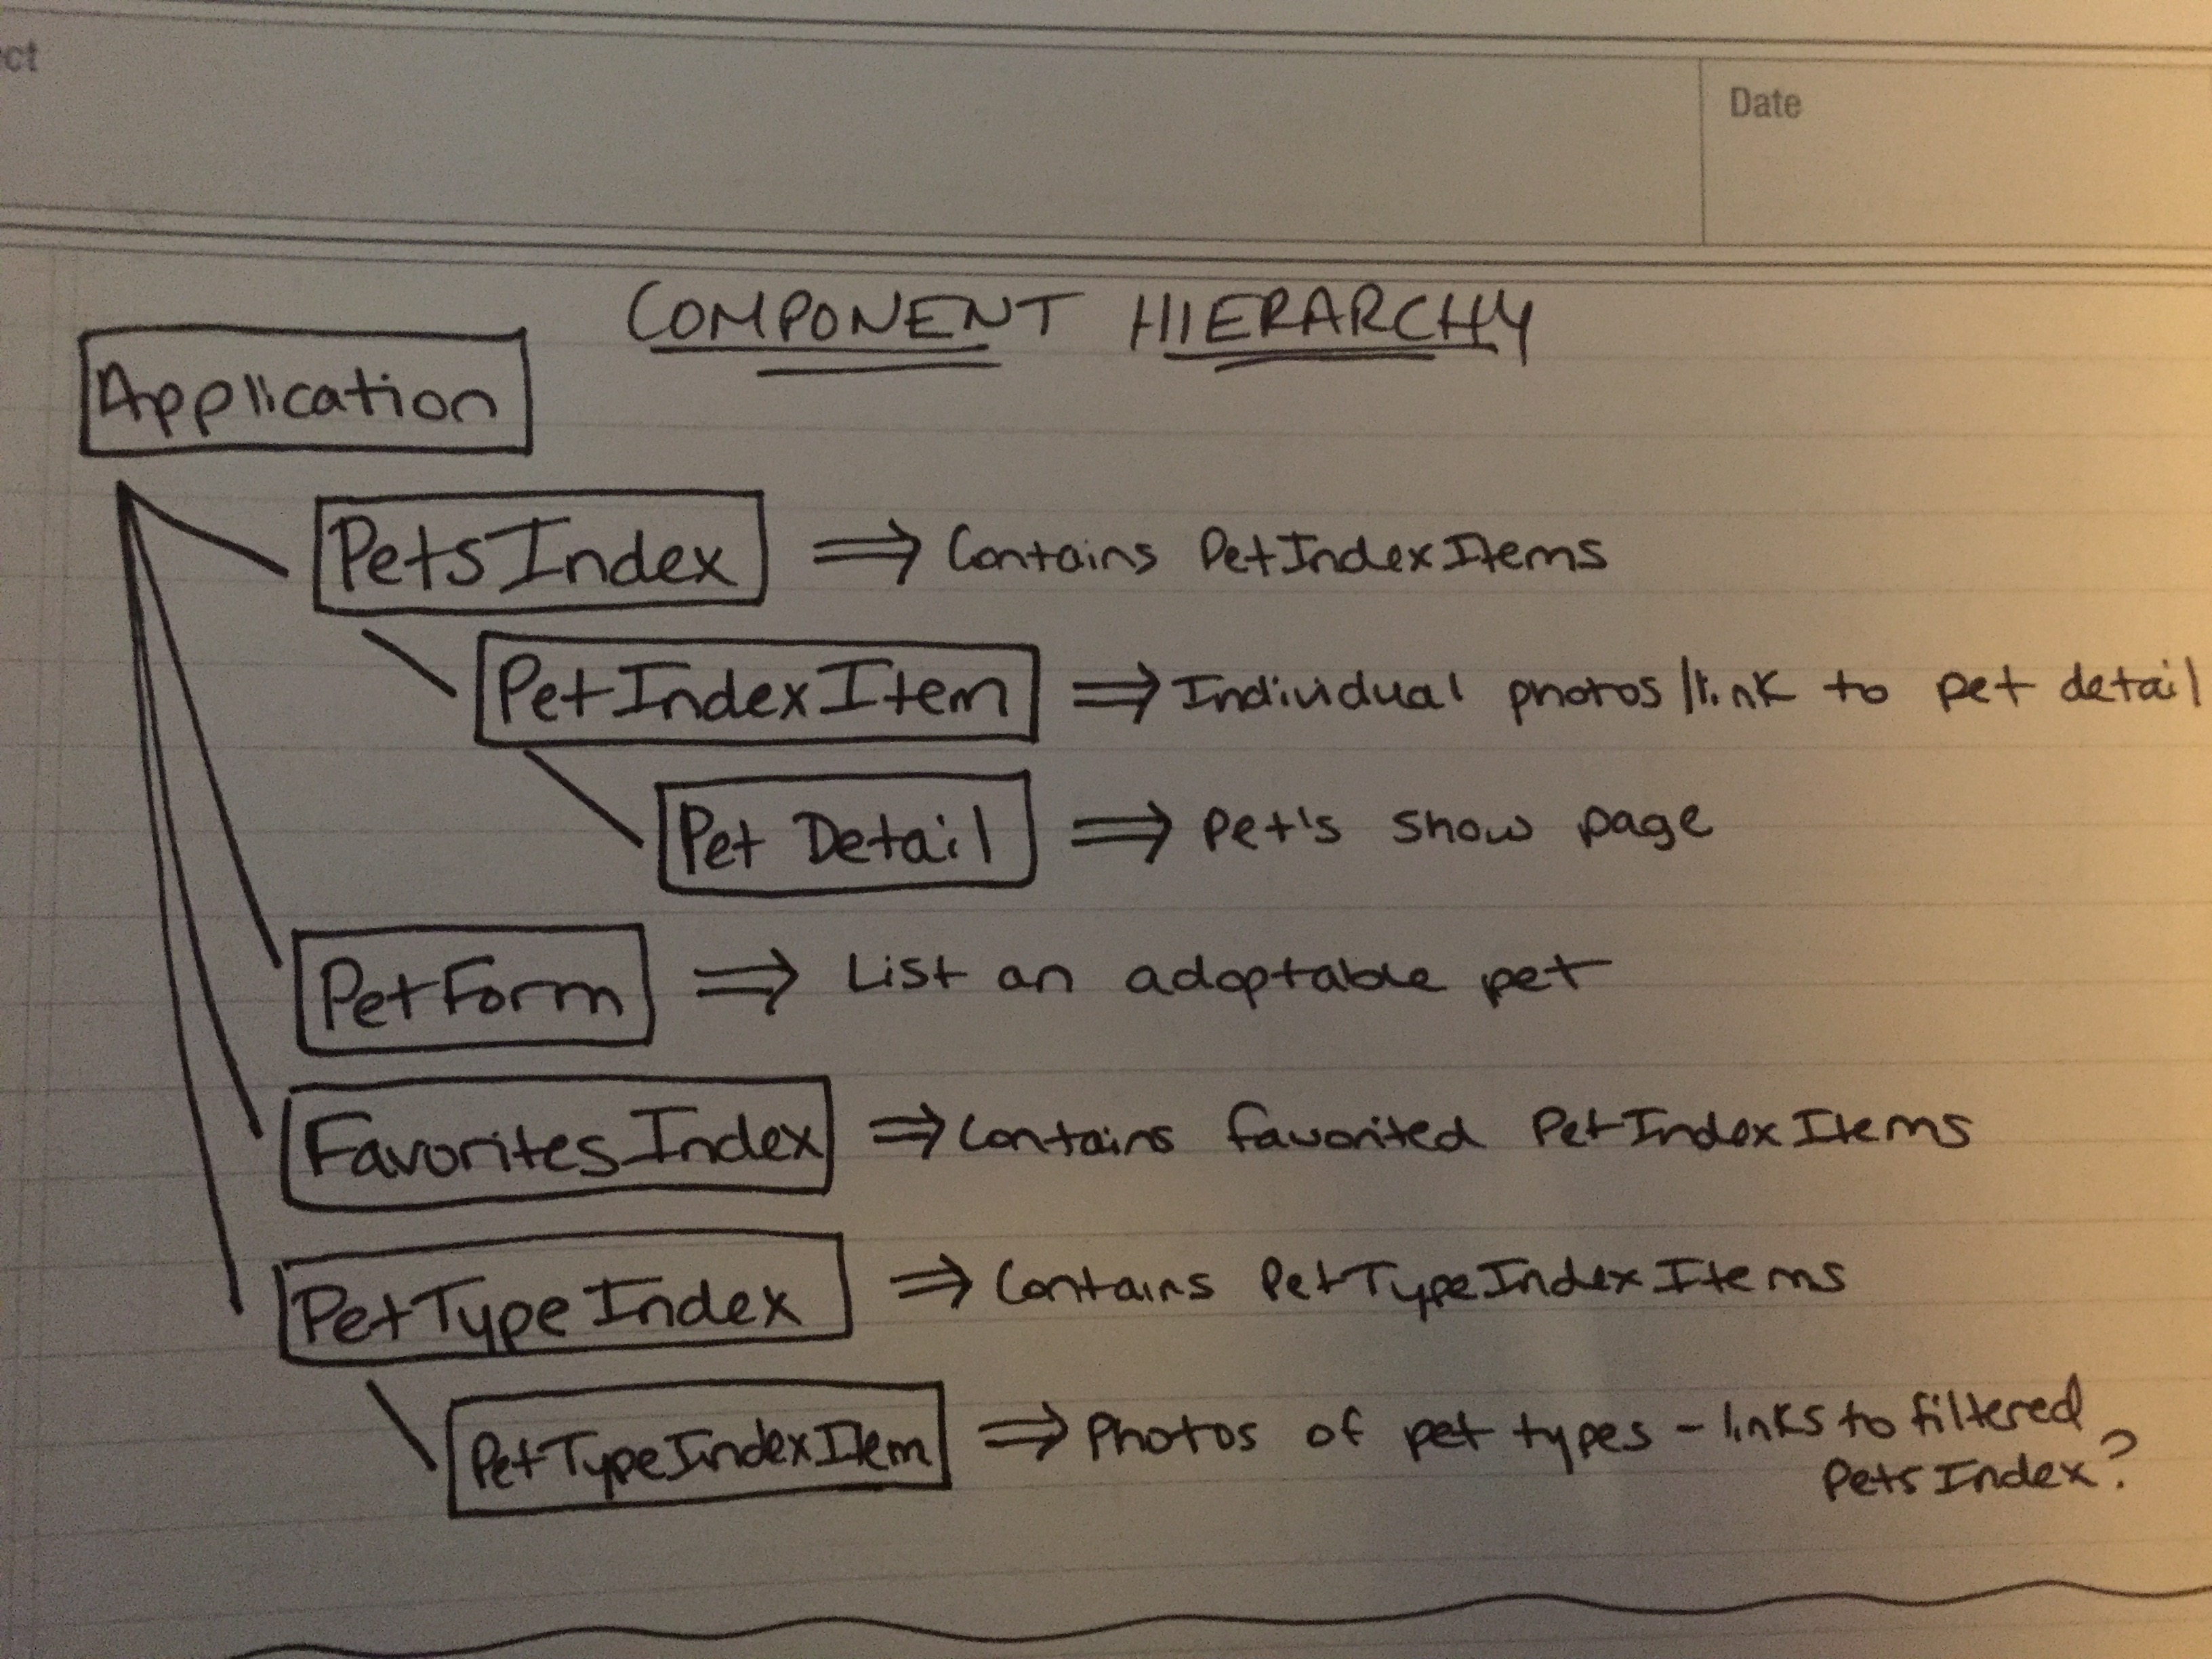 ct
Date
COMPONENT HIERARCHY
Application
PetsIndex ⇒ Contains PetIndexItems
PetIndexItem ⇒ Individual photos/link to pet detail
Pet Detail ⇒ Pet's show page
PetForm ⇒ List an adoptable pet
FavoritesIndex ⇒ Contains favorited PetIndexItems
PetTypeIndex ⇒ Contains PetTypeIndexItems
PetTypeIndexItem ⇒ Photos of pet types - links to filtered
PetsIndex?